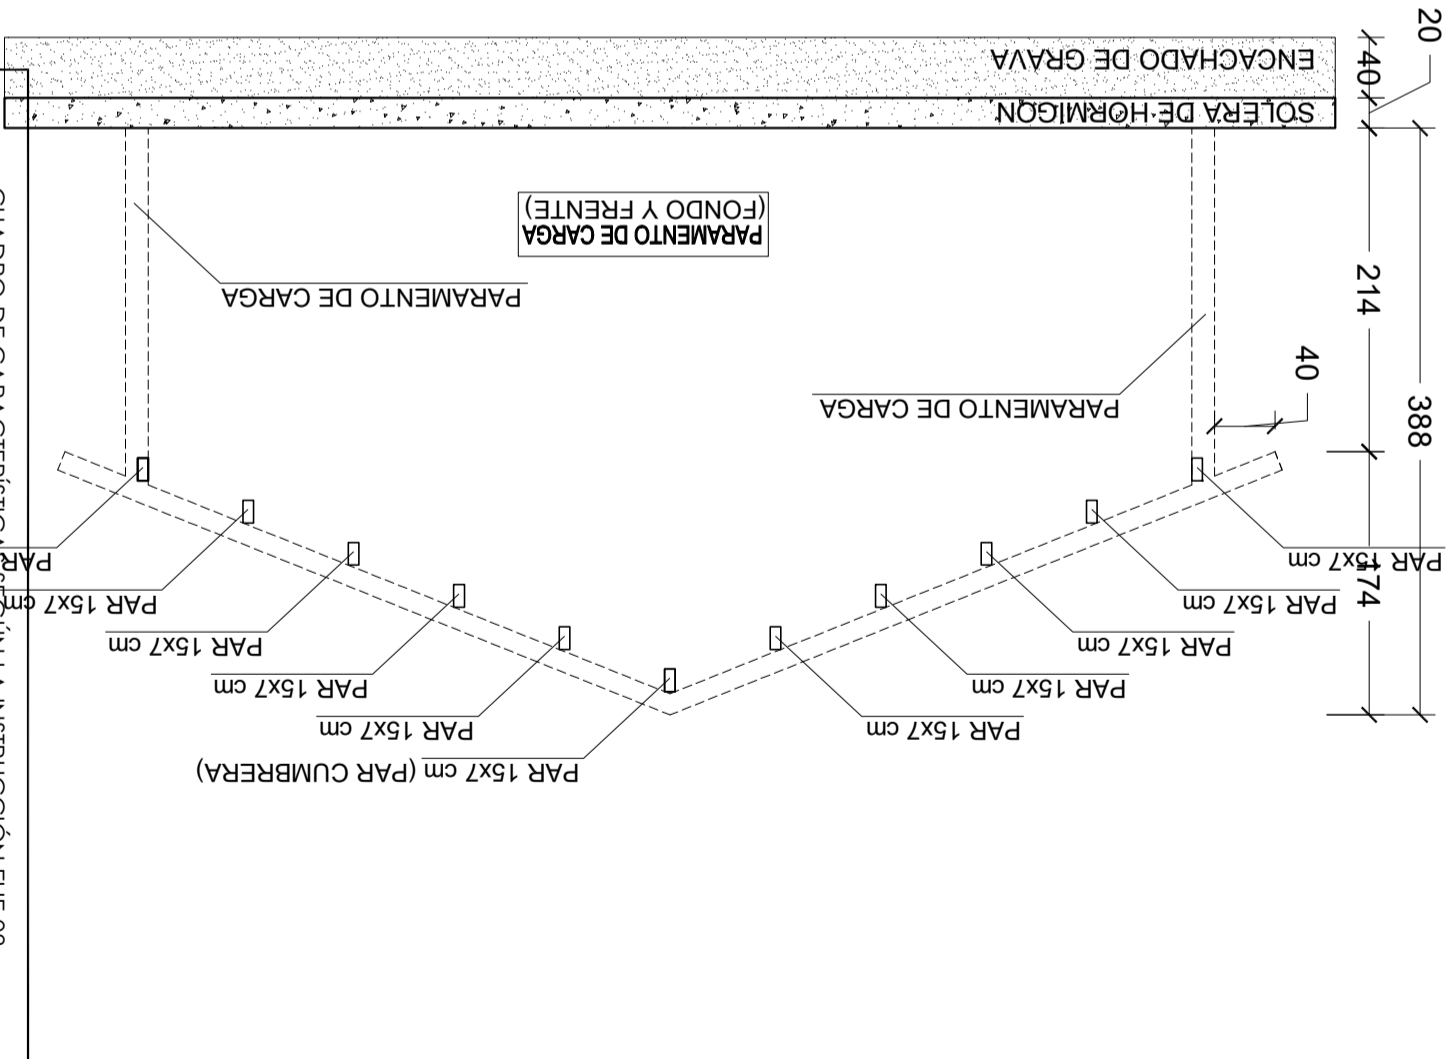 PAR 15x7 cm (PAR CUMBRERA)
PAR 15x7 cm
PAR 15x7 cm
PAR 15x7 cm
PAR 15x7 cm
PAR 15x7 cm
PAR 15x7 cm
PAR 15x7 cm
PAR 15x7 cm
PAR 15x7 cm
PAR
174
388
40
214
PARAMENTO DE CARGA
PARAMENTO DE CARGA
PARAMENTO DE CARGA
(FONDO Y FRENTE)
SOLERA DE HORMIGON
ENCACHADO DE GRAVA
40
20